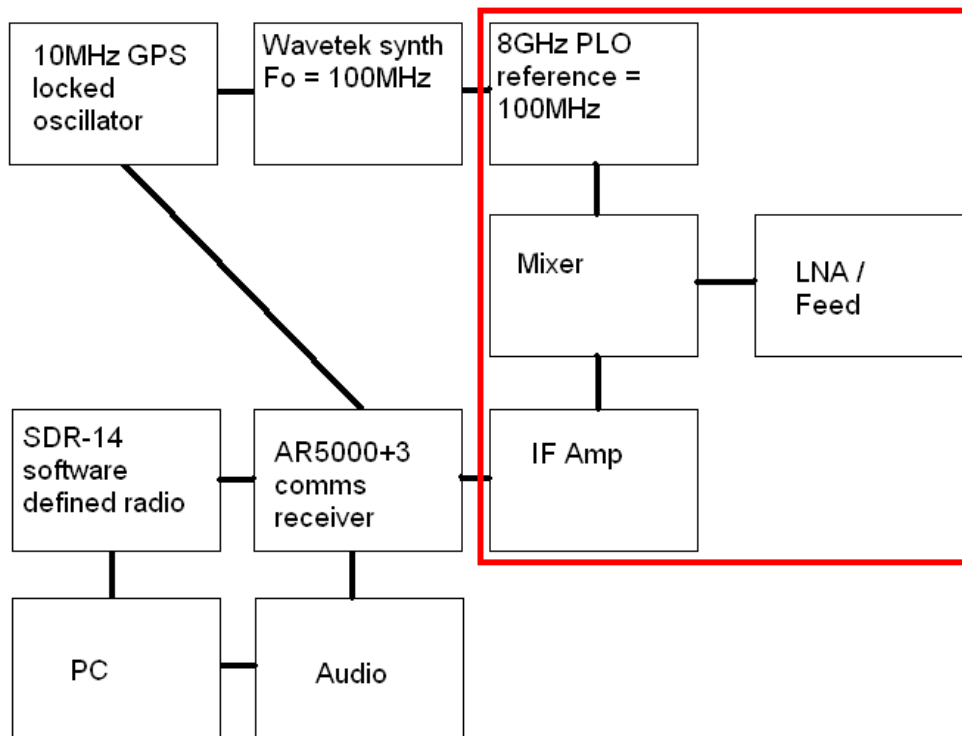 10MHz GPS
locked
oscillator
Wavetek synth
Fo = 100MHz
8GHz PLO
reference =
100MHz
Mixer
LNA /
Feed
SDR-14
software
defined radio
AR5000+3
comms
receiver
IF Amp
PC
Audio